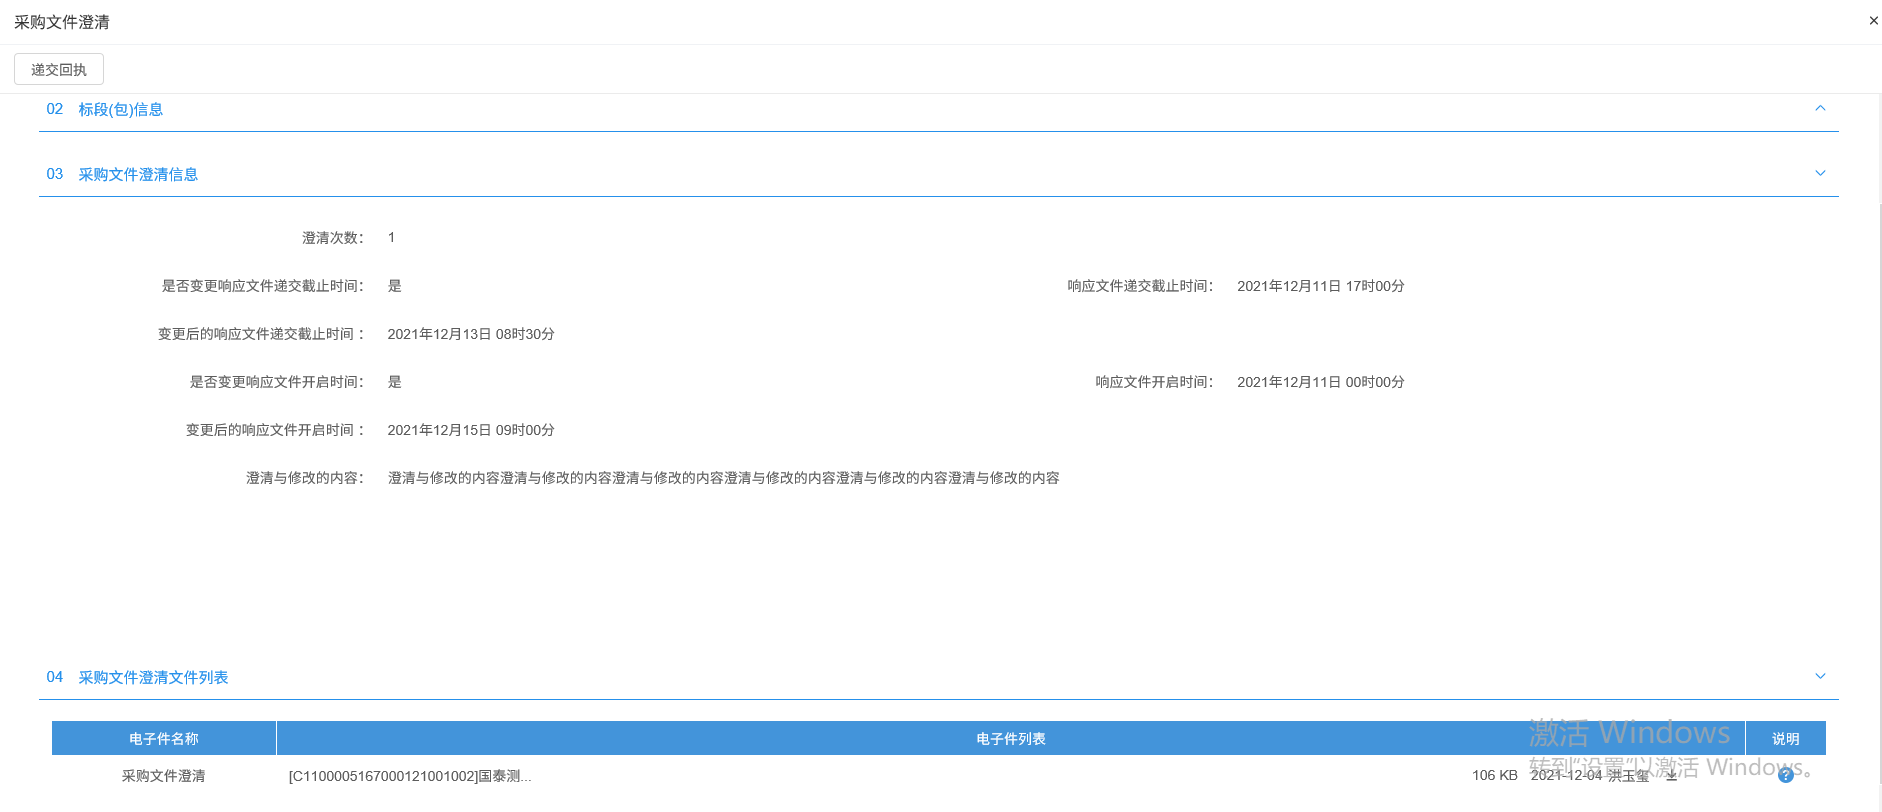 采购文件澄清
递交回执
02 标段(包)信息
03 采购文件澄清信息
澄清次数： 1
是否变更响应文件递交截止时间： 是 响应文件递交截止时间： 2021年12月11日 17时00分
变更后的响应文件递交截止时间 ： 2021年12月13日 08时30分
是否变更响应文件开启时间： 是 响应文件开启时间： 2021年12月11日 00时00分
变更后的响应文件开启时间 ： 2021年12月15日 09时00分
澄清与修改的内容： 澄清与修改的内容澄清与修改的内容澄清与修改的内容澄清与修改的内容澄清与修改的内容澄清与修改的内容
04 采购文件澄清文件列表
电子件名称 电子件列表 说明
激活 Windows
转到“设置”以激活 Windows。
采购文件澄清 [C1100005167000121001002]国泰测... 106 KB 2021-12-04 洪玉玺